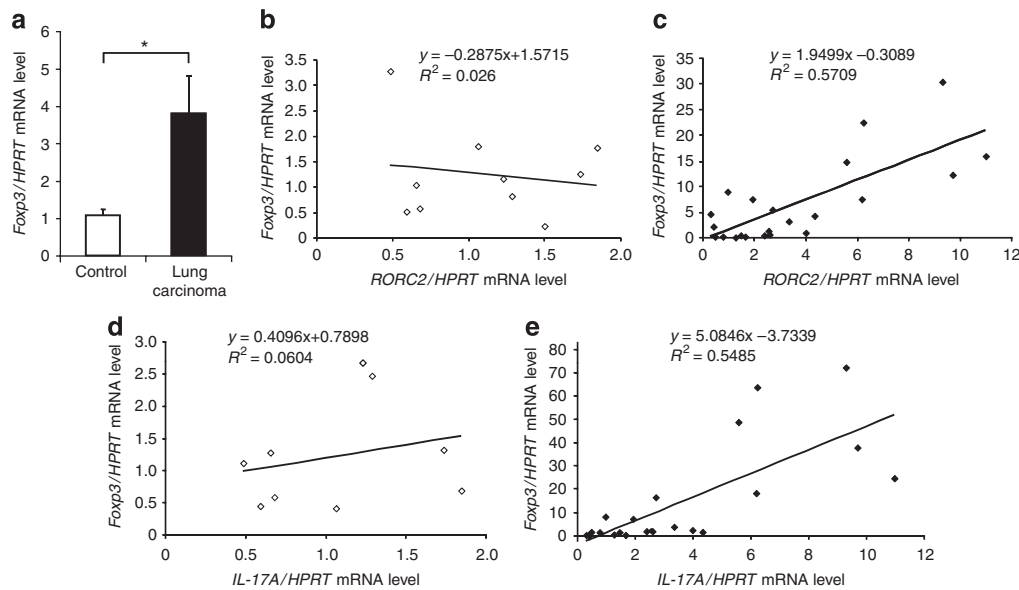 a
Foxp3/HPRT mRNA level
6
5
4
3
2
1
0
*
Control
Lung
carcinoma
b
Foxp3/HPRT mRNA level
y = –0.2875x+1.5715
R² = 0.026
3.5
3.0
2.5
2.0
1.5
1.0
0.5
0
0 0.5 1.0 1.5 2.0
RORC2/HPRT mRNA level
c
Foxp3/HPRT mRNA level
y = 1.9499x –0.3089
R² = 0.5709
35
30
25
20
15
10
5
0
0 2 4 6 8 10 12
RORC2/HPRT mRNA level
d
Foxp3/HPRT mRNA level
y = 0.4096x+0.7898
R² = 0.0604
3.0
2.5
2.0
1.5
1.0
0.5
0
0 0.5 1.0 1.5 2.0
IL-17A/HPRT mRNA level
e
Foxp3/HPRT mRNA level
y = 5.0846x –3.7339
R² = 0.5485
80
70
60
50
40
30
20
10
0
0 2 4 6 8 10 12
IL-17A/HPRT mRNA level